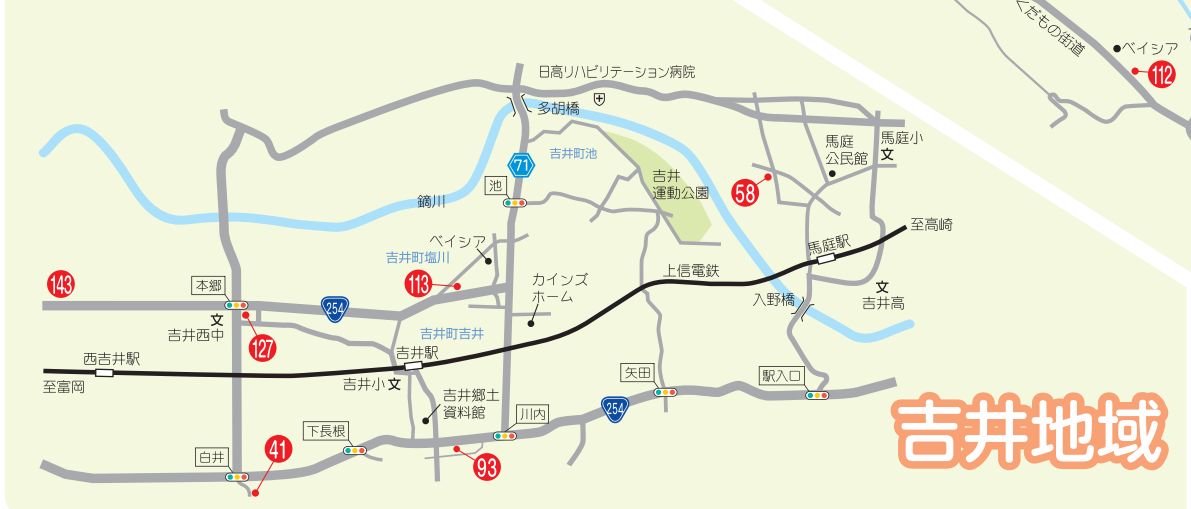 くだもの街道
ベイシア
112
日高リハビリテーション病院
多胡橋
吉井町池
71
池
鏑川
吉井
運動公園
58
馬庭
公民館
馬庭小
文
至高崎
馬庭駅
ベイシア
吉井町塩川
113
カインズ
ホーム
上信電鉄
入野橋
文
吉井高
143
本郷
254
文
吉井西中
127
吉井町吉井
吉井駅
西吉井駅
至富岡
吉井小文
吉井郷土
資料館
矢田
駅入口
254
川内
下長根
白井
41
93
吉井地域